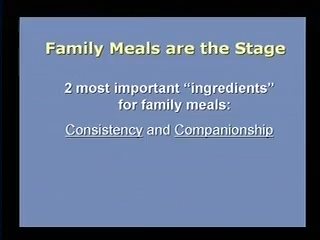 Family Meals are the Stage
2 most important “ingredients”
for family meals:
Consistency and Companionship